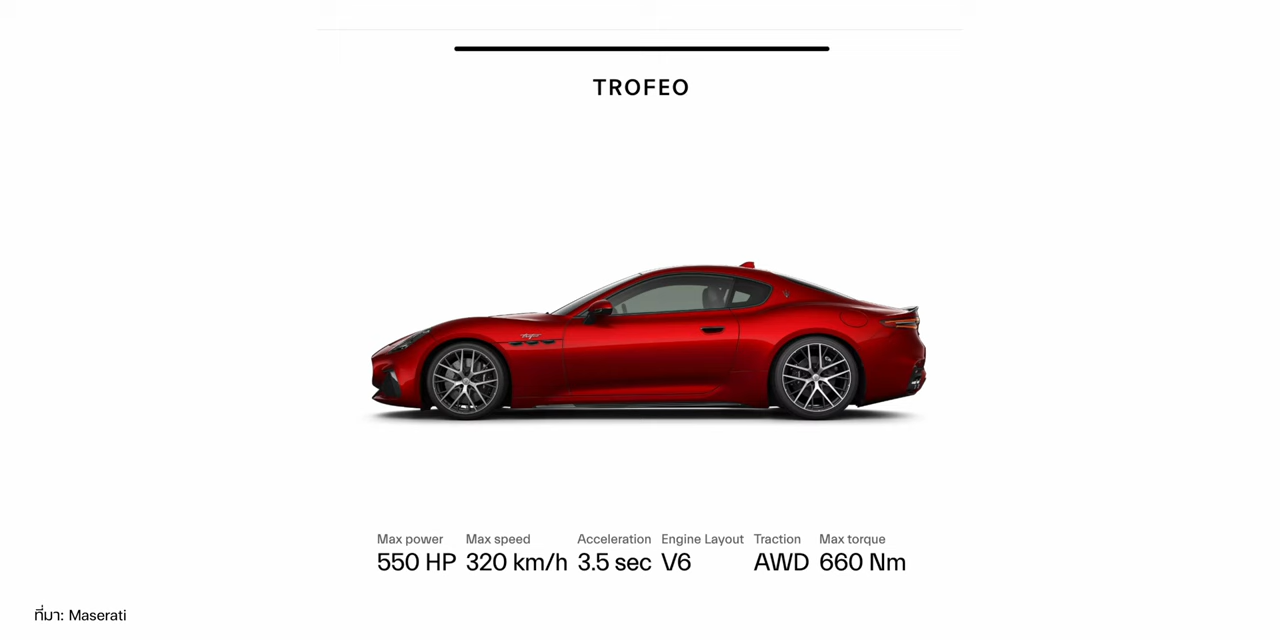 TROFEO
Max power Max speed Acceleration Engine Layout Traction Max torque
550 HP 320 km/h 3.5 sec V6 AWD 660 Nm
ที่มา: Maserati